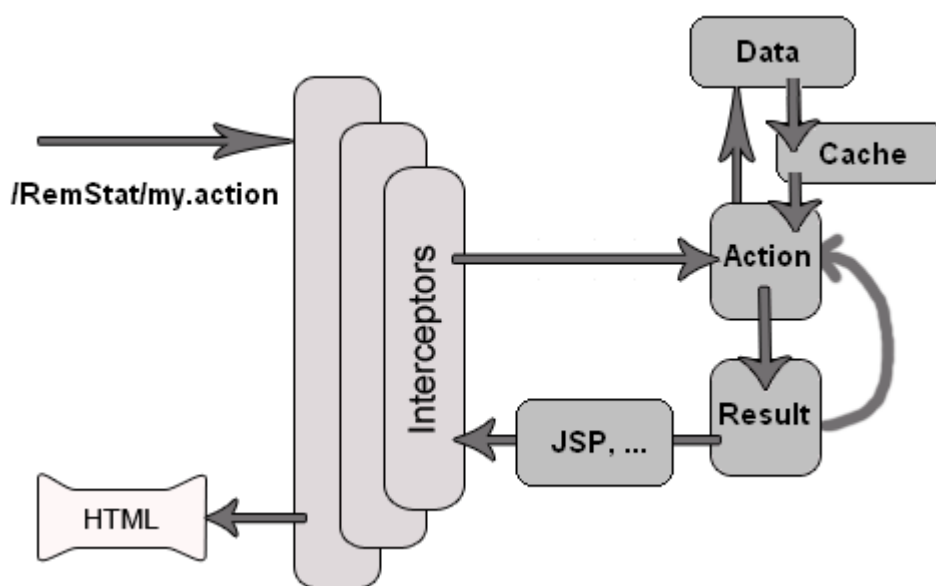 Data
Cache
/RemStat/my.action
Action
Interceptors
Result
JSP, ...
HTML